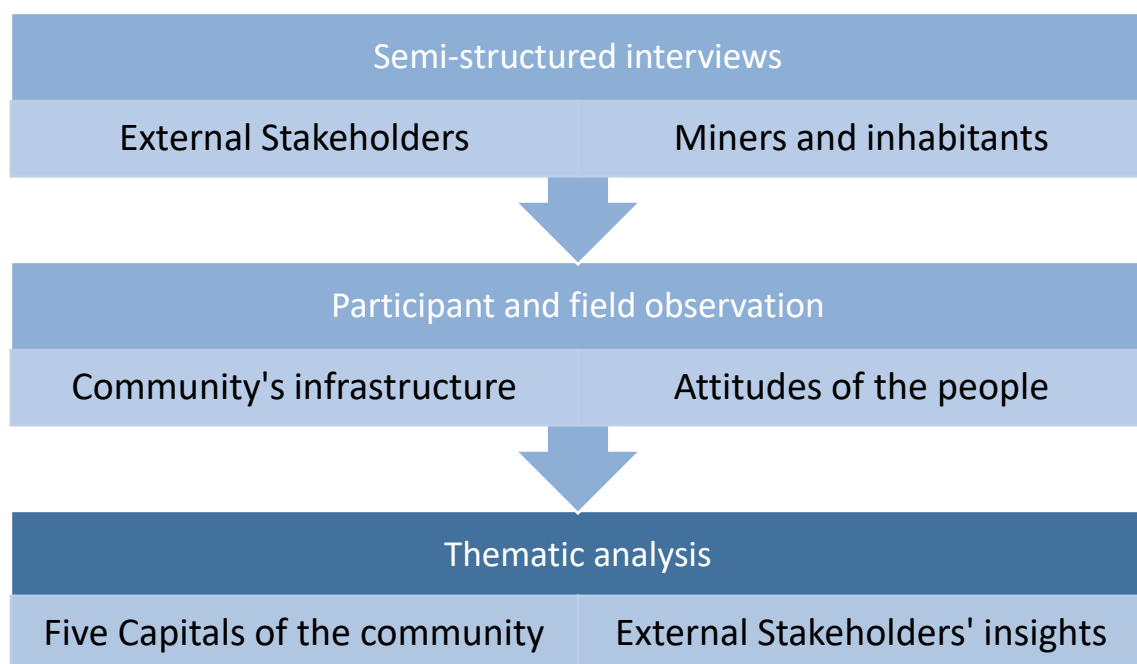 Semi-structured interviews
External Stakeholders
Miners and inhabitants
Participant and field observation
Community's infrastructure
Attitudes of the people
Thematic analysis
Five Capitals of the community
External Stakeholders' insights